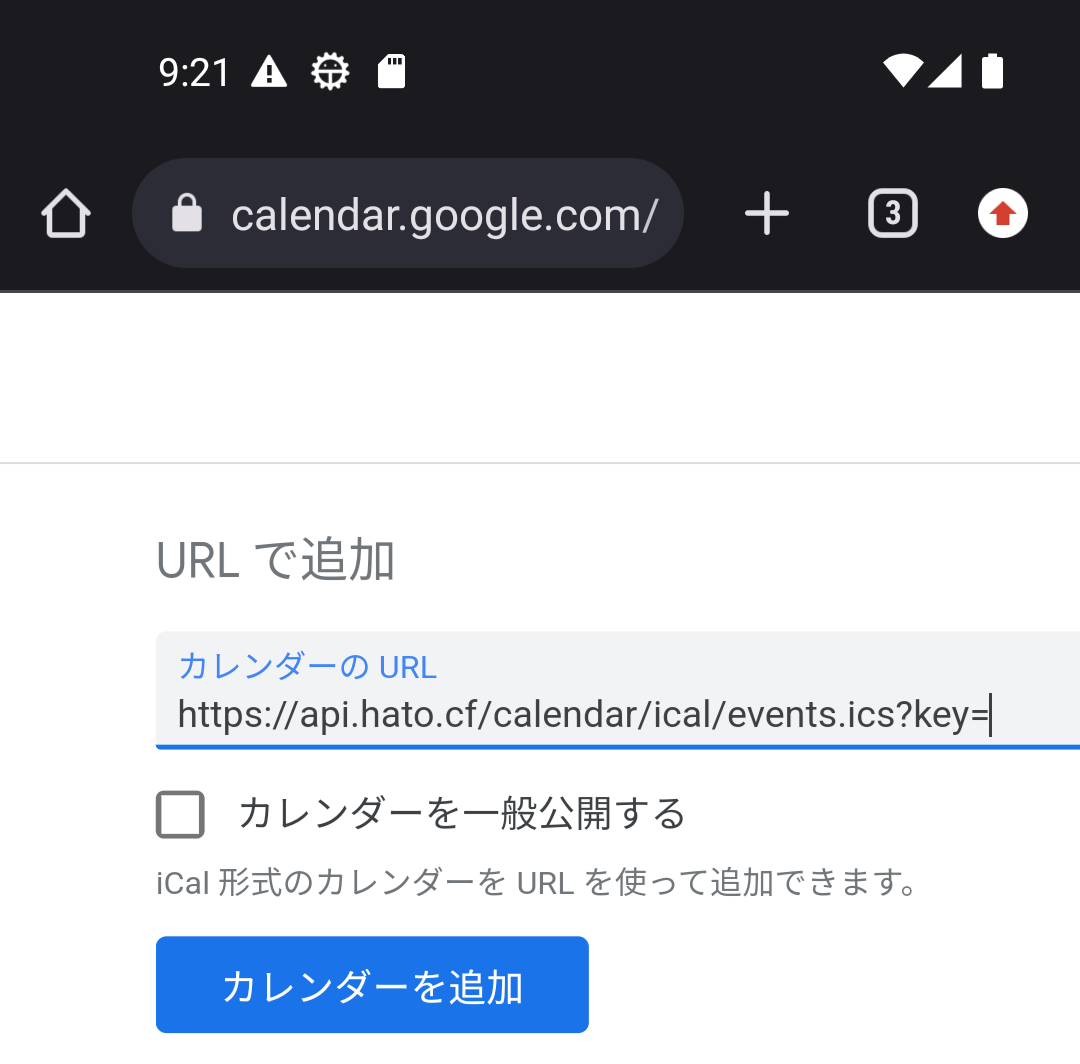 9:21
calendar.google.com/
3
URL で追加
カレンダーの URL
https://api.hato.cf/calendar/ical/events.ics?key=
カレンダーを一般公開する
iCal 形式のカレンダーを URL を使って追加できます。
カレンダーを追加